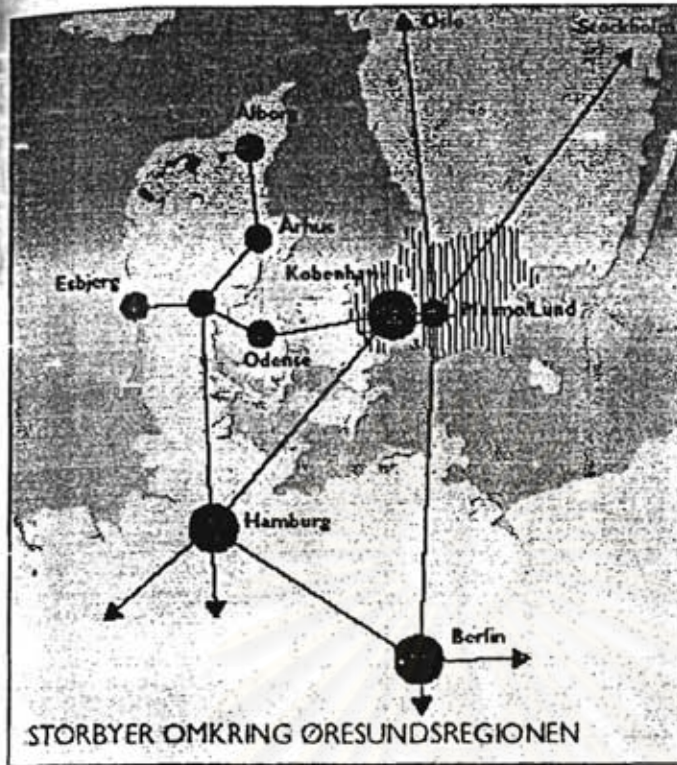 Oslo
Stockholm
Ålborg
Århus
København
Esbjerg
Malmö/Lund
Odense
Hamburg
Berlin
STORBYER OMKRING ØRESUNDSREGIONEN